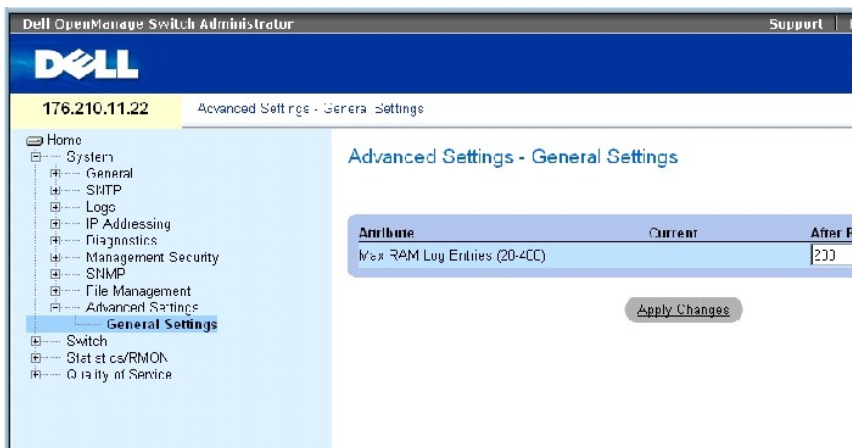 Dell OpenManage Switch Administrator
Support
DELL
176.210.11.22
Advanced Settings - General Settings
Home
System
General
SNTP
Logs
IP Addressing
Diagnostics
Management Security
SNMP
File Management
Advanced Settings
General Settings
Switch
Statistics/RMON
Quality of Service
Advanced Settings - General Settings
Attribute Current After
Max RAM Log Entries (20-400) 200
Apply Changes